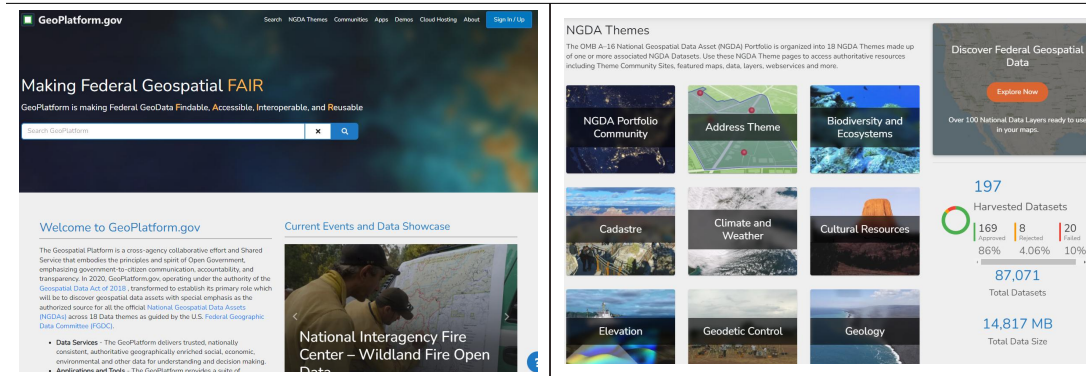 GeoPlatform.gov
Search NGDA Themes Communities Apps Demos Cloud Hosting About Sign In / Up
Making Federal Geospatial FAIR
GeoPlatform is making Federal GeoData Findable, Accessible, Interoperable, and Reusable
Search GeoPlatform
Welcome to GeoPlatform.gov
The Geospatial Platform is a cross-agency collaborative effort and Shared
Service that embodies the principles and spirit of Open Government,
emphasizing government-to-citizen communication, accountability, and
transparency. In 2020, GeoPlatform.gov, operating under the authority of the
Geospatial Data Act of 2018 , transformed to establish its primary role which
will be to discover geospatial data assets with special emphasis as the
authorized source for all the official National Geospatial Data Assets
(NGDAs) across 18 Data themes as guided by the U.S. Federal Geographic
Data Committee (FGDC).
• Data Services - The GeoPlatform delivers trusted, nationally
consistent, authoritative geographically enriched social, economic,
environmental and other data for understanding and decision making.
• Applications and Tools - The GeoPlatform provides a suite of
Current Events and Data Showcase
National Interagency Fire
Center – Wildland Fire Open
Data
?
NGDA Themes
The OMB A-16 National Geospatial Data Asset (NGDA) Portfolio is organized into 18 NGDA Themes made up
of one or more associated NGDA Datasets. Use these NGDA Theme pages to access authoritative resources
including Theme Community Sites, featured maps, data, layers, webservices and more.
NGDA Portfolio
Community
Address Theme
Biodiversity and
Ecosystems
Cadastre
Climate and
Weather
Cultural Resources
Elevation
Geodetic Control
Geology
Discover Federal Geospatial
Data
Explore Now
Over 100 National Data Layers ready to use
in your maps.
197
Harvested Datasets
169 8 20
Approved Rejected Failed
86% 4.06% 10%
87,071
Total Datasets
14,817 MB
Total Data Size